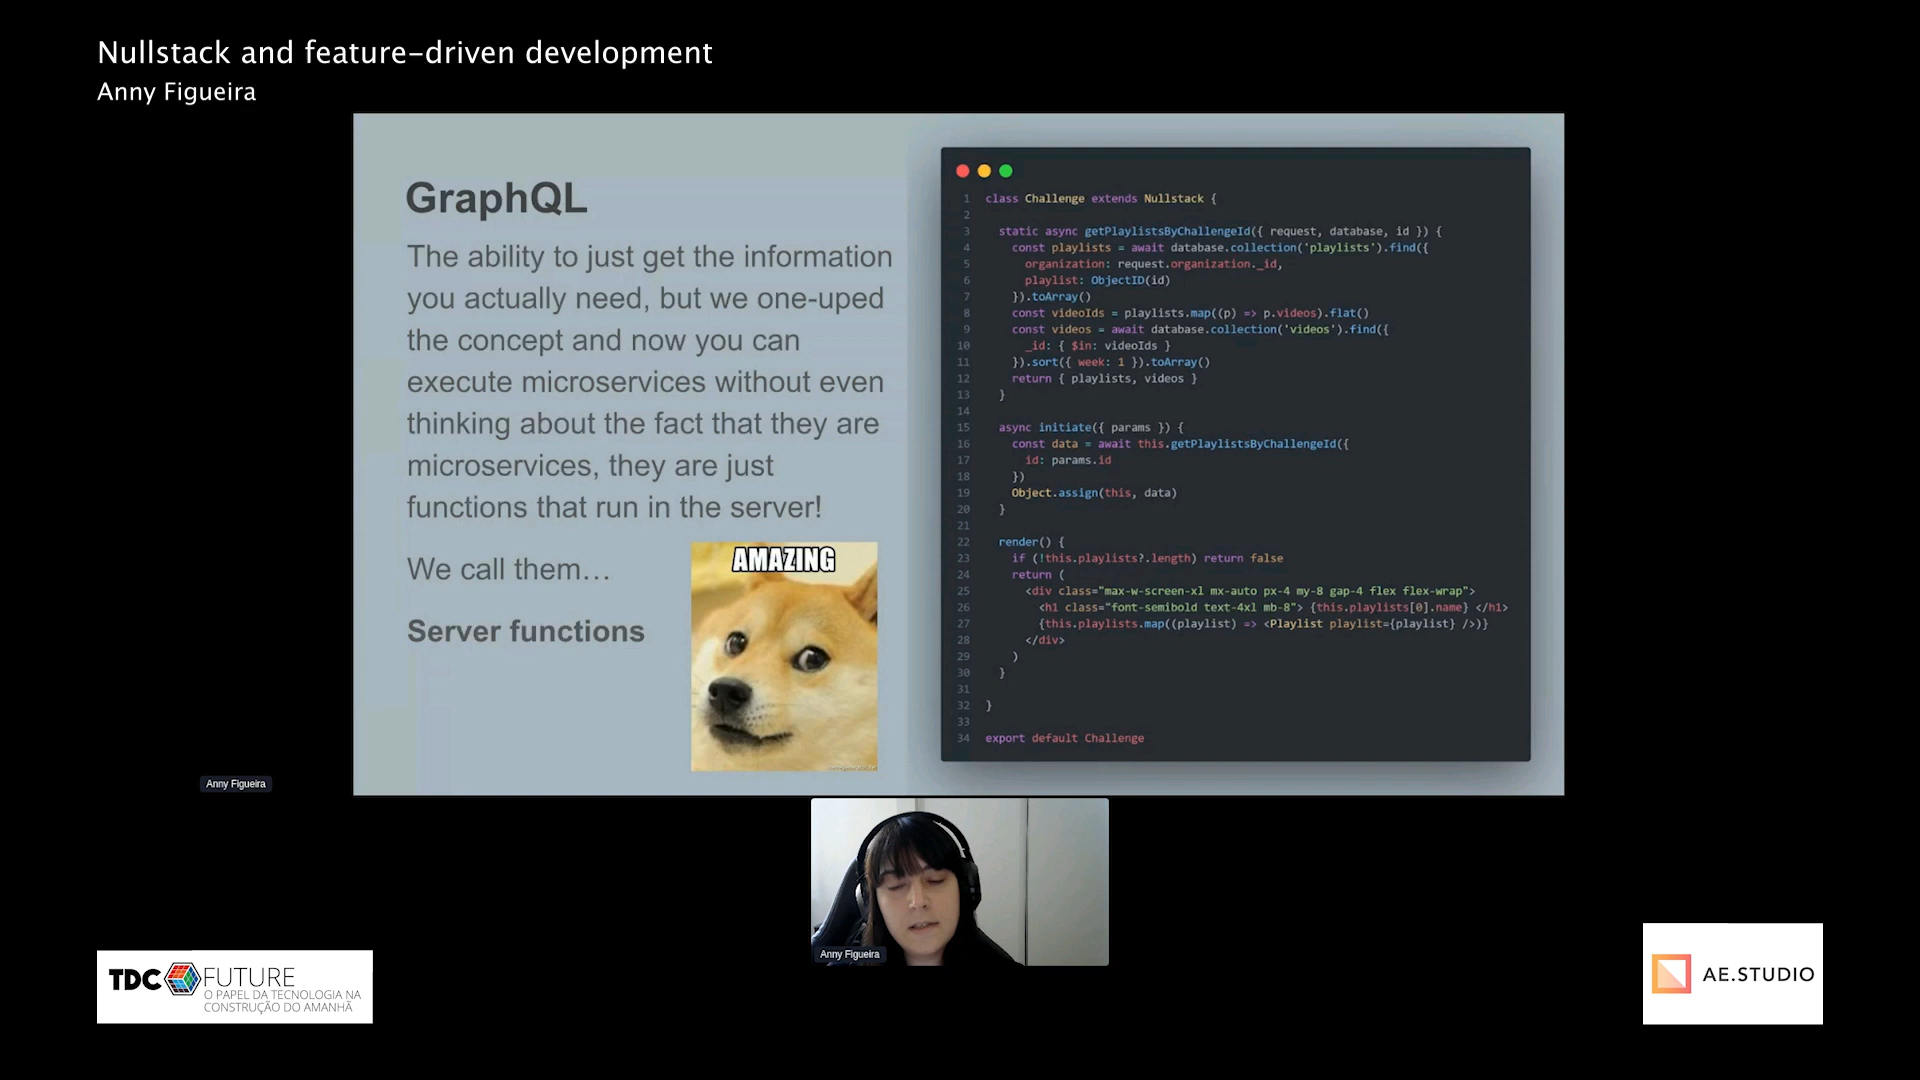 Nullstack and feature-driven development
Anny Figueira
GraphQL
The ability to just get the information
you actually need, but we one-uped
the concept and now you can
execute microservices without even
thinking about the fact that they are
microservices, they are just
functions that run in the server!
We call them…
Server functions
AMAZING
1 class Challenge extends Nullstack {
2
3 static async getPlaylistsByChallengeId({ request, database, id }) {
4 const playlists = await database.collection('playlists').find({
5 organization: request.organization._id,
6 playlist: ObjectID(id)
7 }).toArray()
8 const videoIds = playlists.map((p) => p.videos).flat()
9 const videos = await database.collection('videos').find({
10 _id: { $in: videoIds }
11 }).sort({ week: 1 }).toArray()
12 return { playlists, videos }
13 }
14
15 async initiate({ params }) {
16 const data = await this.getPlaylistsByChallengeId({
17 id: params.id
18 })
19 Object.assign(this, data)
20 }
21
22 render() {
23 if (!this.playlists?.length) return false
24 return (
25 <div class="max-w-screen-xl mx-auto px-4 my-8 gap-4 flex flex-wrap">
26 <h1 class="font-semibold text-4xl mb-8"> {this.playlists[0].name} </h1>
27 {this.playlists.map((playlist) => <Playlist playlist={playlist} />)}
28 </div>
29 )
30 }
31
32 }
33
34 export default Challenge
Anny Figueira
Anny Figueira
TDC FUTURE
O PAPEL DA TECNOLOGIA NA
CONSTRUÇÃO DO AMANHÃ
AE.STUDIO